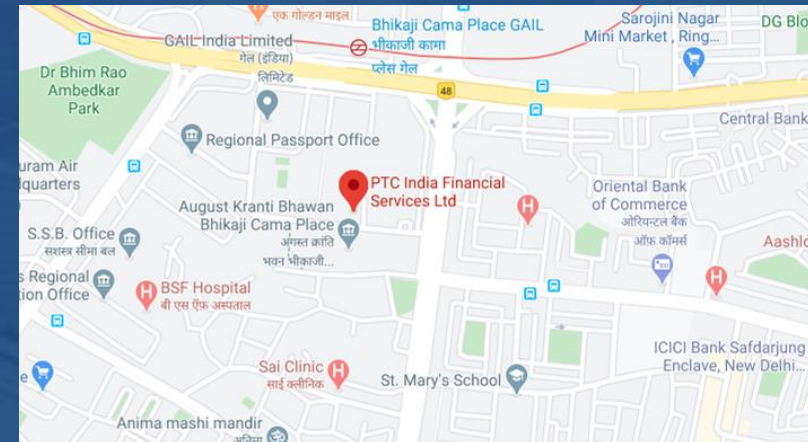 एक गोल्डन माइल
Bhikaji Cama Place GAIL
भीकाजी कामा
प्लेस गेल
Sarojini Nagar
Mini Market , Ring...
DG Blo
GAIL India Limited
गेल (इंडिया)
लिमिटेड
48
Dr Bhim Rao
Ambedkar
Park
Central Bank
Regional Passport Office
uram Air
dquarters
PTC India Financial
Services Ltd
Oriental Bank
of Commerce
ओरियन्टल बैंक
ऑफ़ कॉमर्स
August Kranti Bhawan
Bhikaji Cama Place
अगस्त क्रांति
भवन भीकाजी...
H
S.S.B. Office
सशस्त्र सीमा बल
Aashlo
s Regional
ion Office
H
BSF Hospital
बी एस ऍफ़ अस्पताल
H
ICICI Bank Safdarjung
Enclave, New Delhi...
Sai Clinic
साई क्लीनिक
H
St. Mary's School
e
Anima mashi mandir